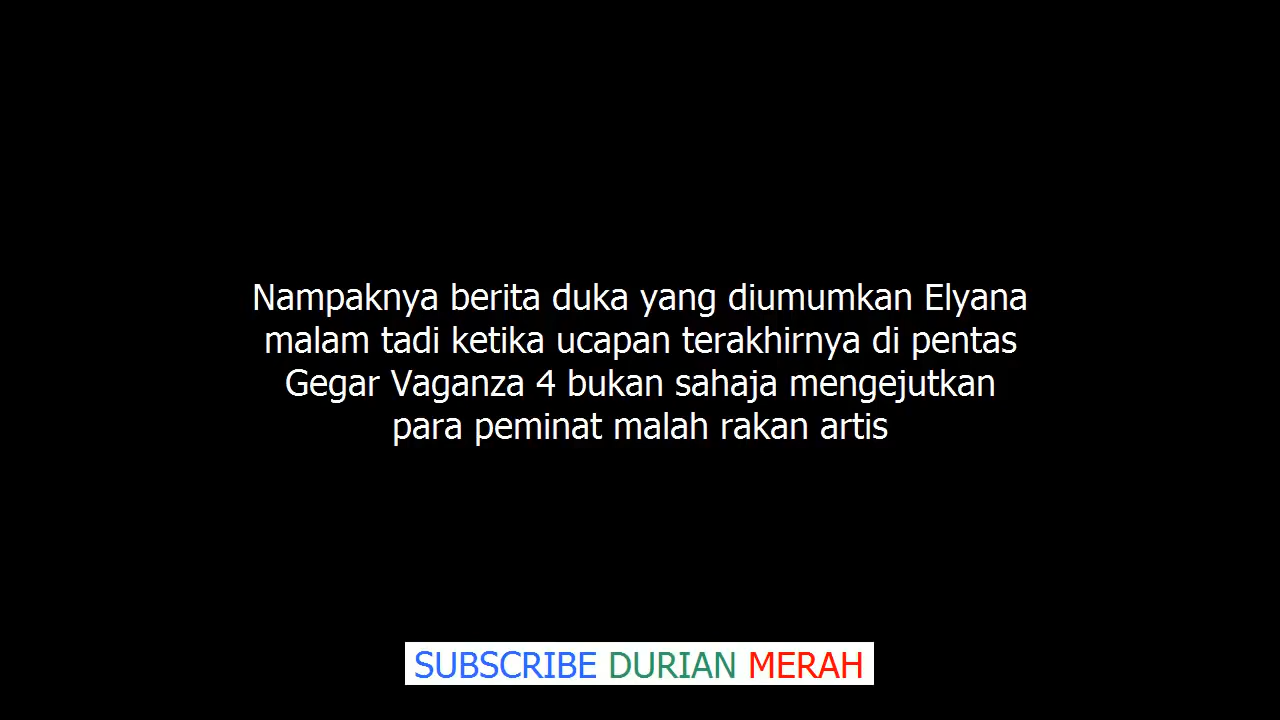 Nampaknya berita duka yang diumumkan Elyana
malam tadi ketika ucapan terakhirnya di pentas
Gegar Vaganza 4 bukan sahaja mengejutkan
para peminat malah rakan artis
SUBSCRIBE DURIAN MERAH